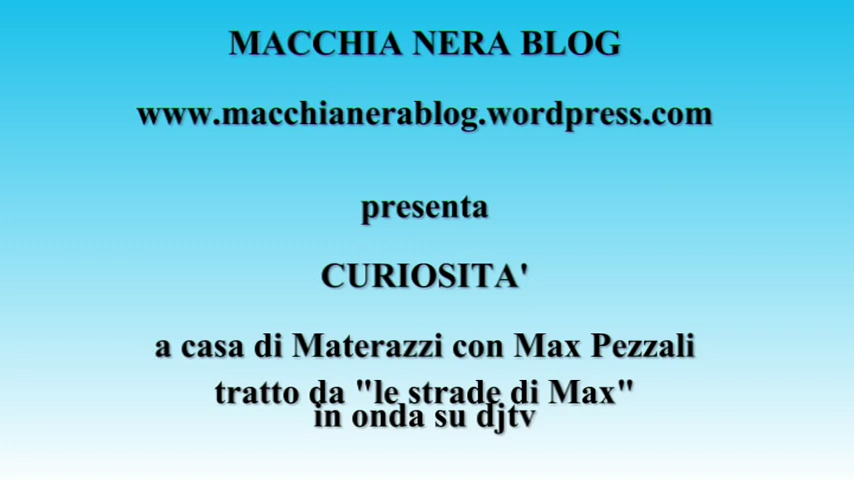 MACCHIA NERA BLOG
www.macchianerablog.wordpress.com
presenta
CURIOSITA'
a casa di Materazzi con Max Pezzali
tratto da "le strade di Max"
in onda su djtv